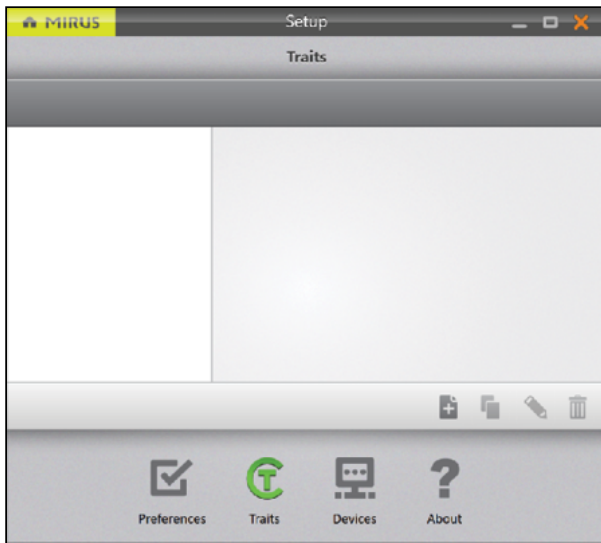 MIRUS
Setup
Traits
Preferences
Traits
Devices
About